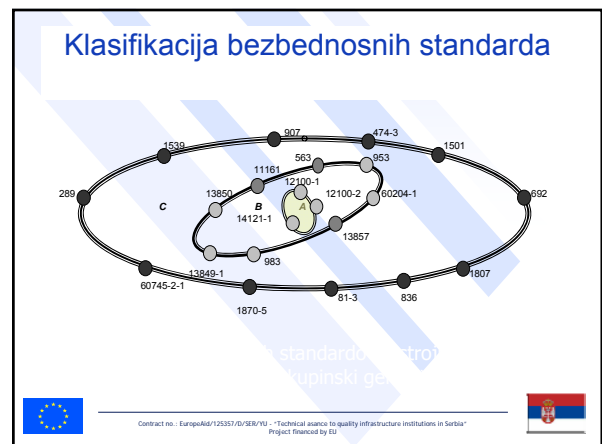 Klasifikacija bezbednosnih standarda
907
474-3
1539
1501
563
953
11161
12100-1
289
13850
12100-2
60204-1
692
C
B
A
14121-1
13857
983
13849-1
1807
60745-2-1
836
81-3
1870-5
standardo
kupinski
Contract no.: EuropeAid/125357/D/SER/YU - "Technical asance to quality infrastructure institutions in Serbia"
Project financed by EU